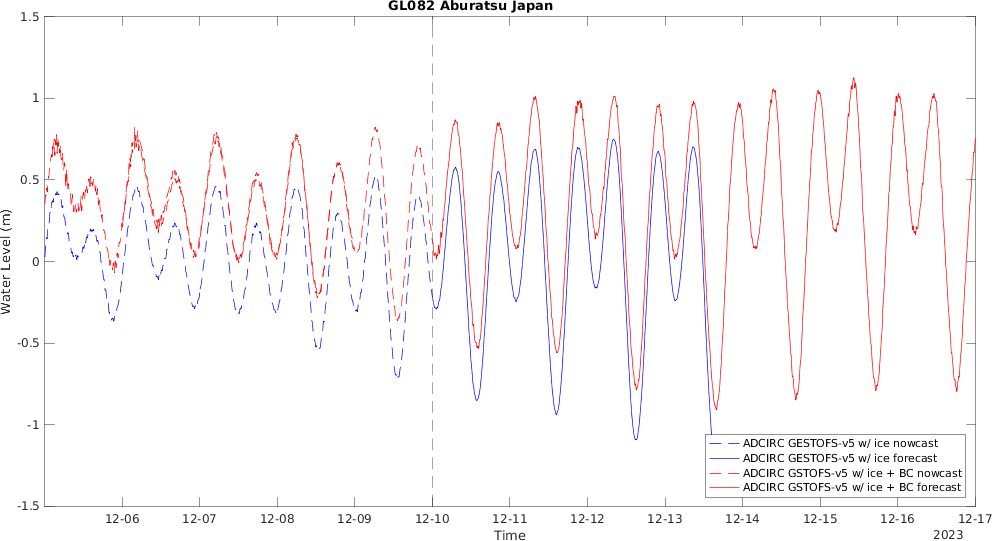 GL082 Aburatsu Japan
1.5
1
0.5
0
-0.5
-1
-1.5
Water Level (m)
12-06
12-07
12-08
12-09
12-10
12-11
12-12
12-13
12-14
12-15
12-16
12-17
Time
2023
ADCIRC GESTOFS-v5 w/ ice nowcast
ADCIRC GESTOFS-v5 w/ ice forecast
ADCIRC GSTOFS-v5 w/ ice + BC nowcast
ADCIRC GSTOFS-v5 w/ ice + BC forecast